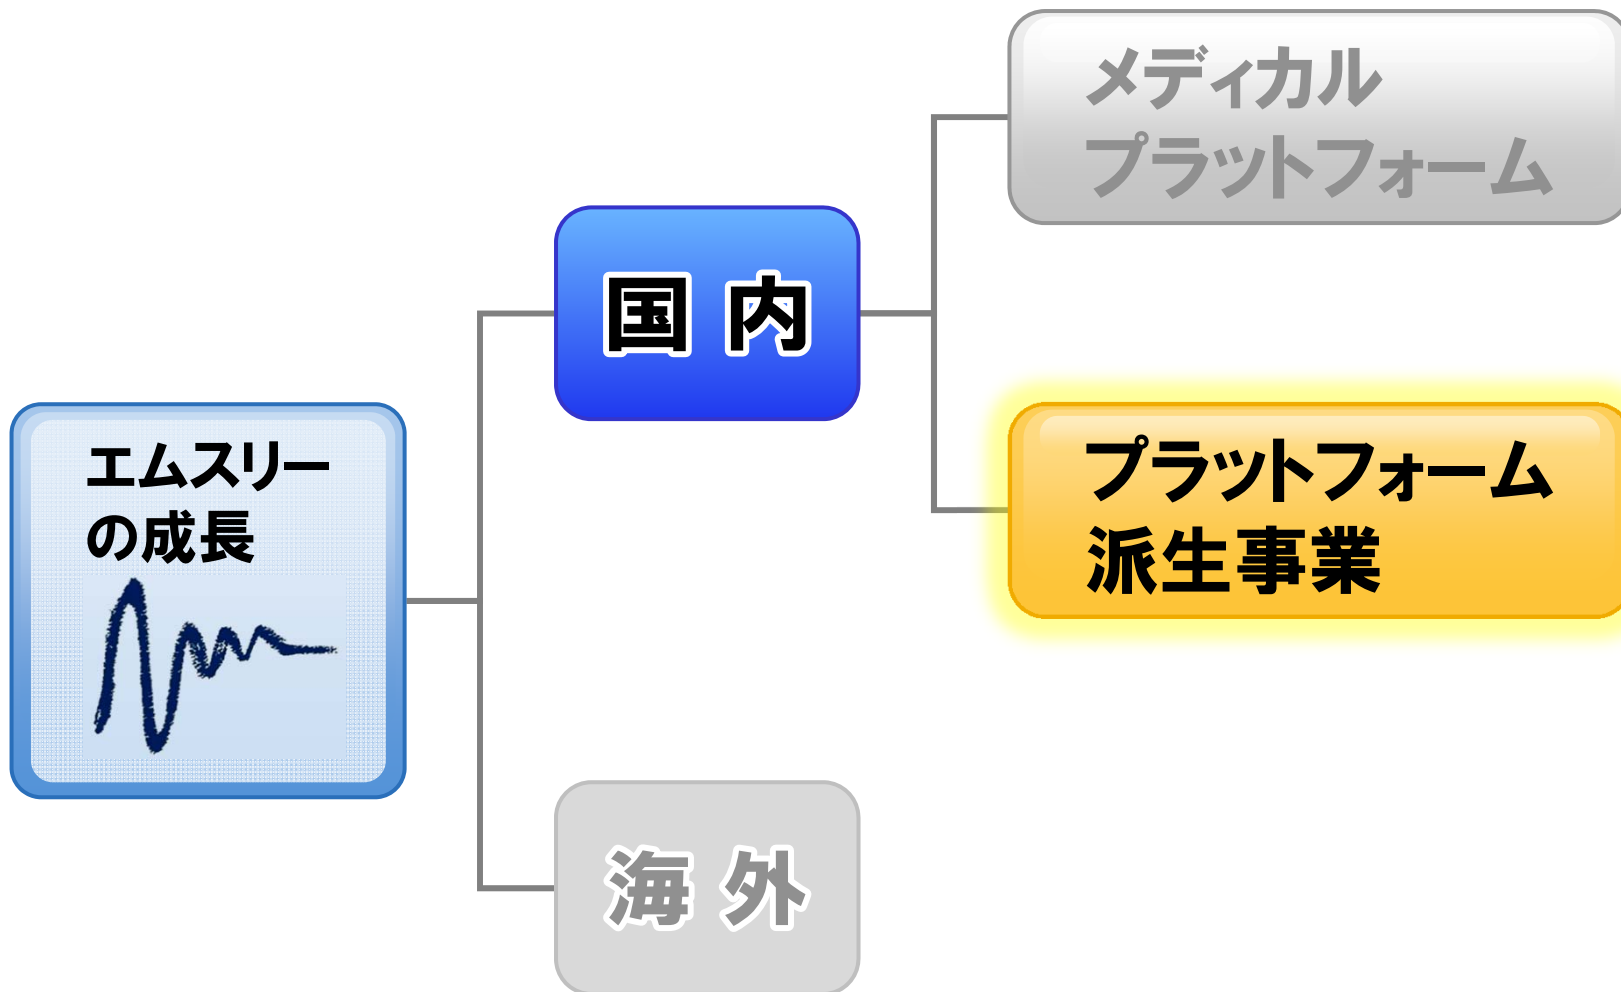 メディカル
プラットフォーム
国内
プラットフォーム
派生事業
エムスリー
の成長
海外